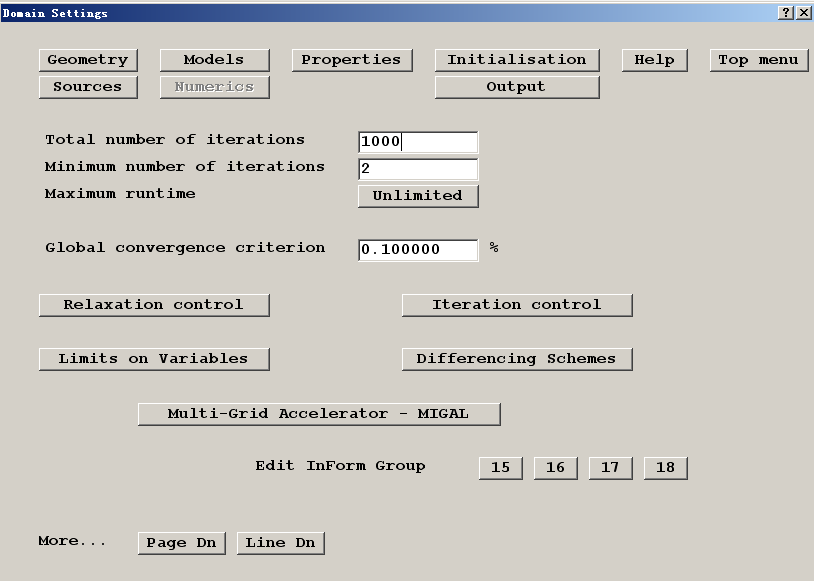 Domain Settings
Geometry Models Properties Initialisation Help Top menu
Sources Numerics Output
Total number of iterations 1000
Minimum number of iterations 2
Maximum runtime Unlimited
Global convergence criterion 0.100000 %
Relaxation control Iteration control
Limits on Variables Differencing Schemes
Multi-Grid Accelerator - MIGAL
Edit InForm Group 15 16 17 18
More... Page Dn Line Dn